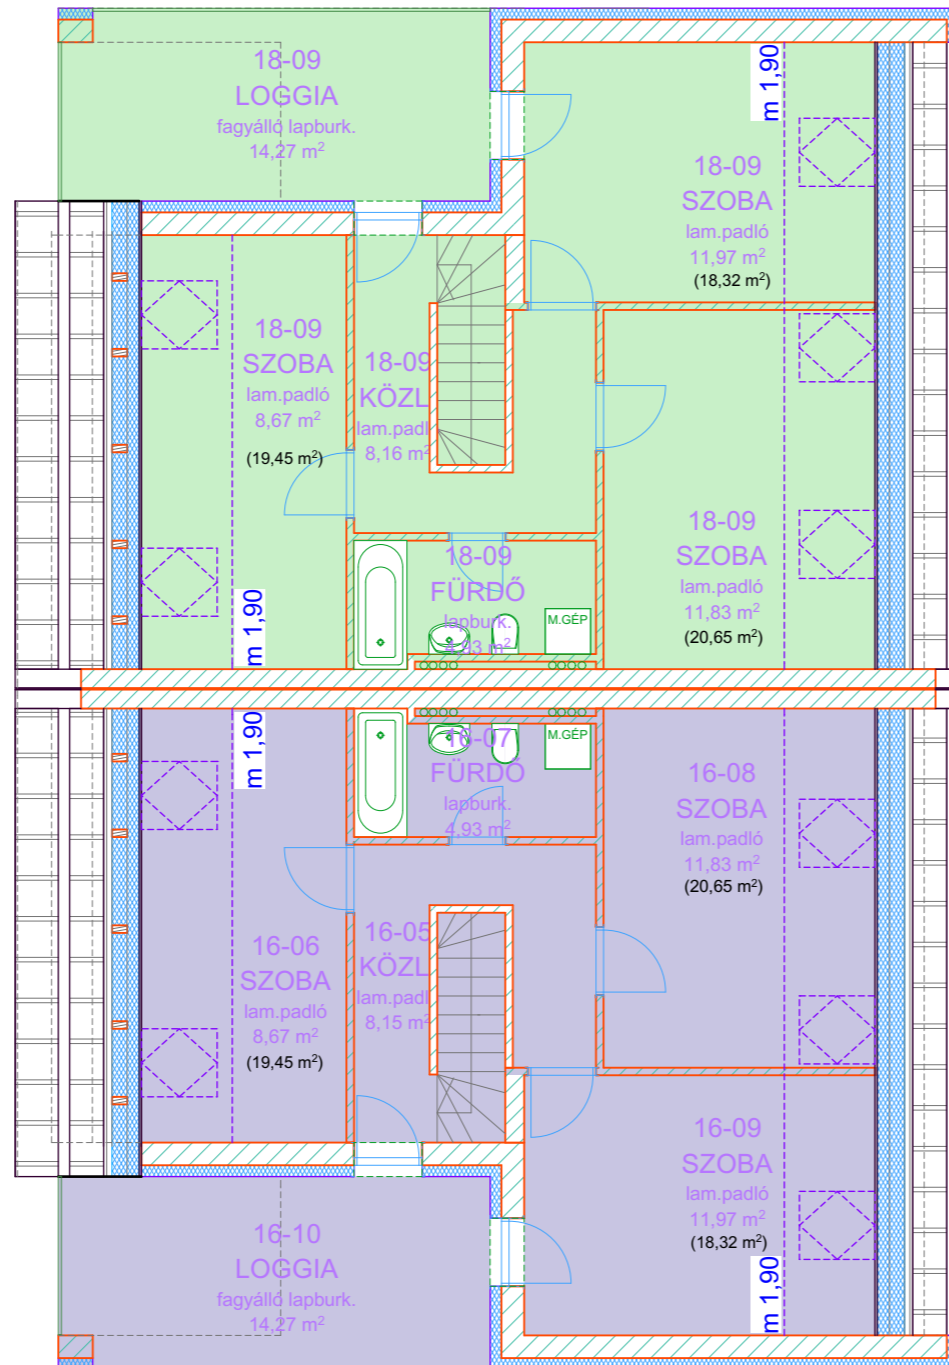 18-09
LOGGIA
fagyálló lapburk.
14,27 m²
m 1,90
18-09
SZOBA
lam.padló
11,97 m²
(18,32 m²)
18-09
SZOBA
lam.padló
8,67 m²
(19,45 m²)
18-09
KÖZL
lam.padl
8,16 m²
18-09
SZOBA
lam.padló
11,83 m²
(20,65 m²)
18-09
FÜRDŐ
lapburk.
4,93 m²
M.GÉP
m 1,90
m 1,90
16-07
FÜRDŐ
lapburk.
4,93 m²
M.GÉP
16-08
SZOBA
lam.padló
11,83 m²
(20,65 m²)
16-06
SZOBA
lam.padló
8,67 m²
(19,45 m²)
16-05
KÖZL
lam.padl
8,15 m²
16-09
SZOBA
lam.padló
11,97 m²
(18,32 m²)
16-10
LOGGIA
fagyálló lapburk.
14,27 m²
m 1,90